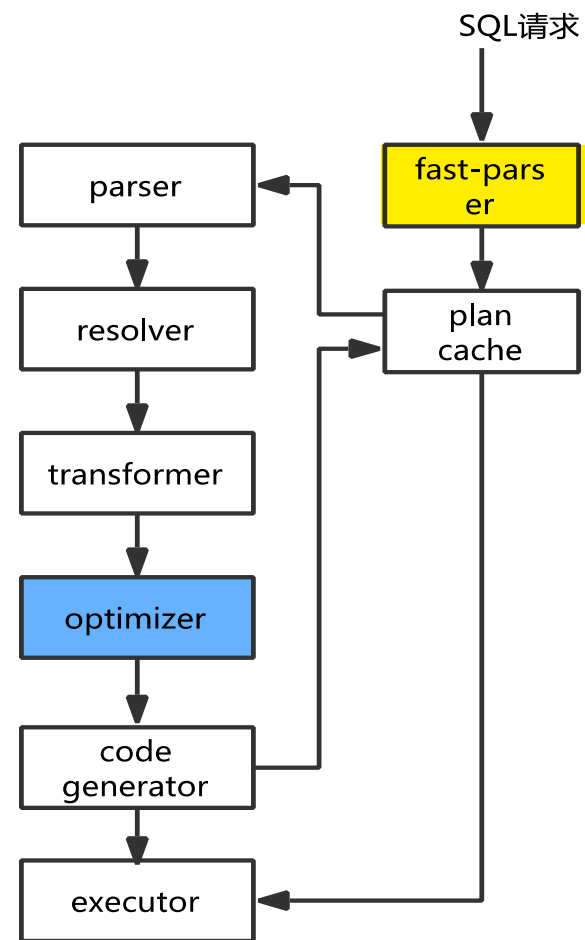 SQL请求
fast-pars
er
parser
plan
cache
resolver
transformer
optimizer
code
generator
executor